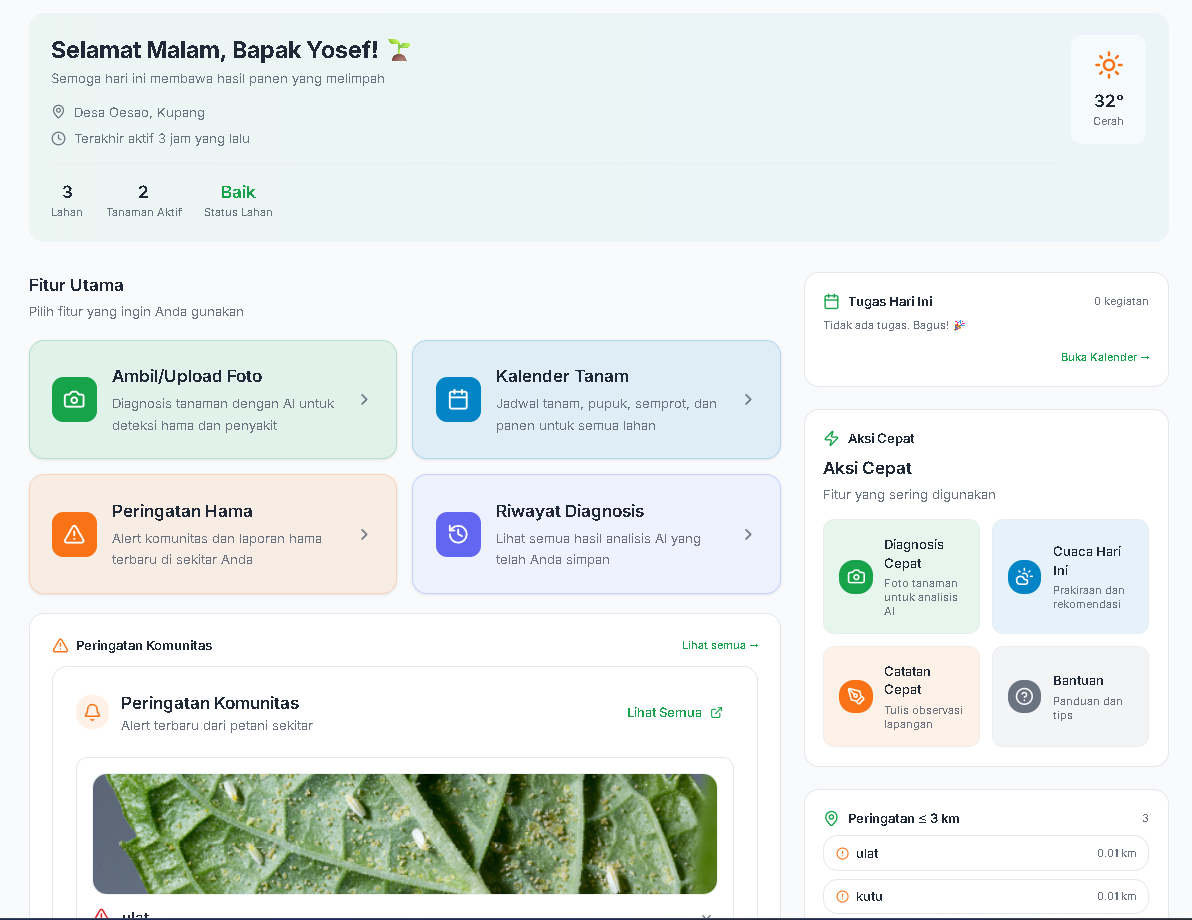 Selamat Malam, Bapak Yosef! 🌱
Semoga hari ini membawa hasil panen yang melimpah
Desa Oesao, Kupang
Terakhir aktif 3 jam yang lalu
32°
Cerah
3
Lahan
2
Tanaman Aktif
Baik
Status Lahan
Fitur Utama
Pilih fitur yang ingin Anda gunakan
Ambil/Upload Foto
Diagnosis tanaman dengan AI untuk
deteksi hama dan penyakit
Kalender Tanam
Jadwal tanam, pupuk, semprot, dan
panen untuk semua lahan
Peringatan Hama
Alert komunitas dan laporan hama
terbaru di sekitar Anda
Riwayat Diagnosis
Lihat semua hasil analisis AI yang
telah Anda simpan
Peringatan Komunitas
Lihat semua →
Peringatan Komunitas
Alert terbaru dari petani sekitar
Lihat Semua
ulat
Tugas Hari Ini
0 kegiatan
Tidak ada tugas. Bagus! 🎉
Buka Kalender →
Aksi Cepat
Aksi Cepat
Fitur yang sering digunakan
Diagnosis
Cepat
Foto tanaman
untuk analisis
AI
Cuaca Hari
Ini
Prakiraan dan
rekomendasi
Catatan
Cepat
Tulis observasi
lapangan
Bantuan
Panduan dan
tips
Peringatan ≤ 3 km
3
ulat
0.01 km
kutu
0.01 km